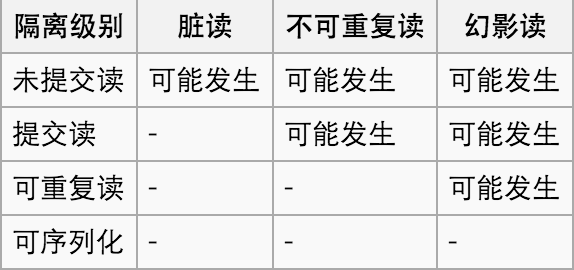 隔离级别 脏读 不可重复读 幻影读
未提交读 可能发生 可能发生 可能发生
提交读 - 可能发生 可能发生
可重复读 - - 可能发生
可序列化 - - -